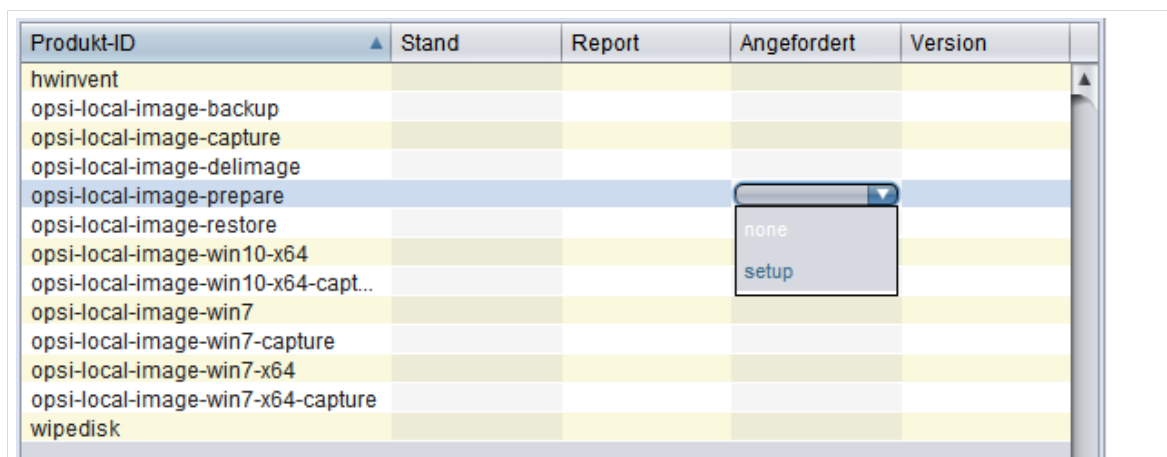 Produkt-ID Stand Report Angefordert Version
hwinvent
opsi-local-image-backup
opsi-local-image-capture
opsi-local-image-delimage
opsi-local-image-prepare
opsi-local-image-restore
none
opsi-local-image-win10-x64
setup
opsi-local-image-win10-x64-capt...
opsi-local-image-win7
opsi-local-image-win7-capture
opsi-local-image-win7-x64
opsi-local-image-win7-x64-capture
wipedisk